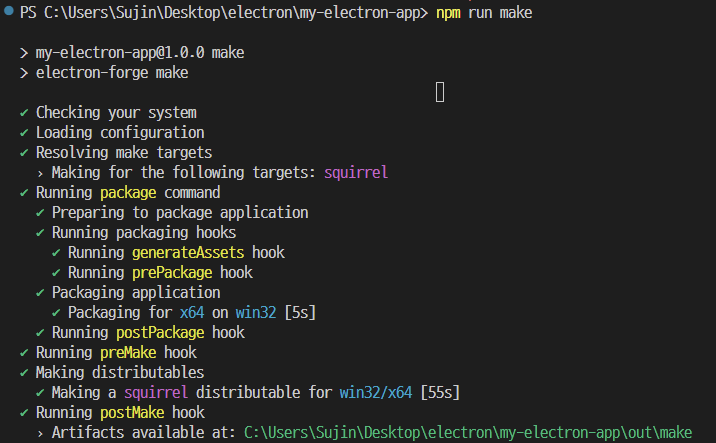 PS C:\Users\Sujin\Desktop\electron\my-electron-app> npm run make
> my-electron-app@1.0.0 make
> electron-forge make
✔ Checking your system
✔ Loading configuration
✔ Resolving make targets
› Making for the following targets: squirrel
✔ Running package command
✔ Preparing to package application
✔ Running packaging hooks
✔ Running generateAssets hook
✔ Running prePackage hook
✔ Packaging application
✔ Packaging for x64 on win32 [5s]
✔ Running postPackage hook
✔ Running preMake hook
✔ Making distributables
✔ Making a squirrel distributable for win32/x64 [55s]
✔ Running postMake hook
› Artifacts available at: C:\Users\Sujin\Desktop\electron\my-electron-app\out\make